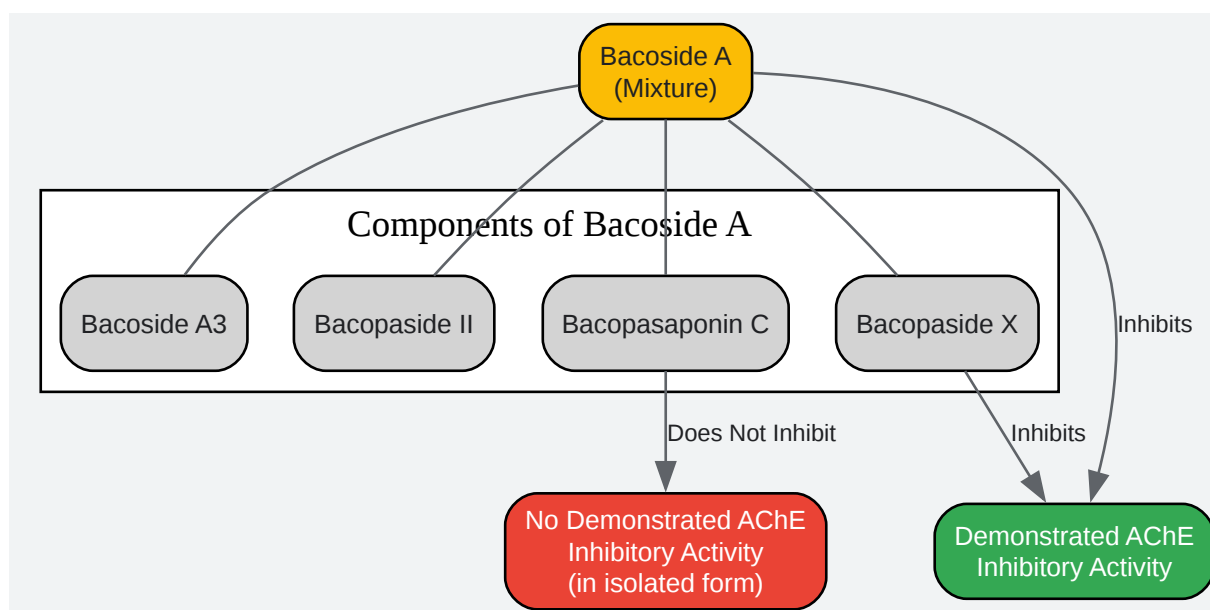 Bacoside A
(Mixture)
Components of Bacoside A
Bacoside A3
Bacopaside II
Bacopasaponin C
Bacopaside X
Inhibits
Does Not Inhibit
Inhibits
No Demonstrated AChE
Inhibitory Activity
(in isolated form)
Demonstrated AChE
Inhibitory Activity